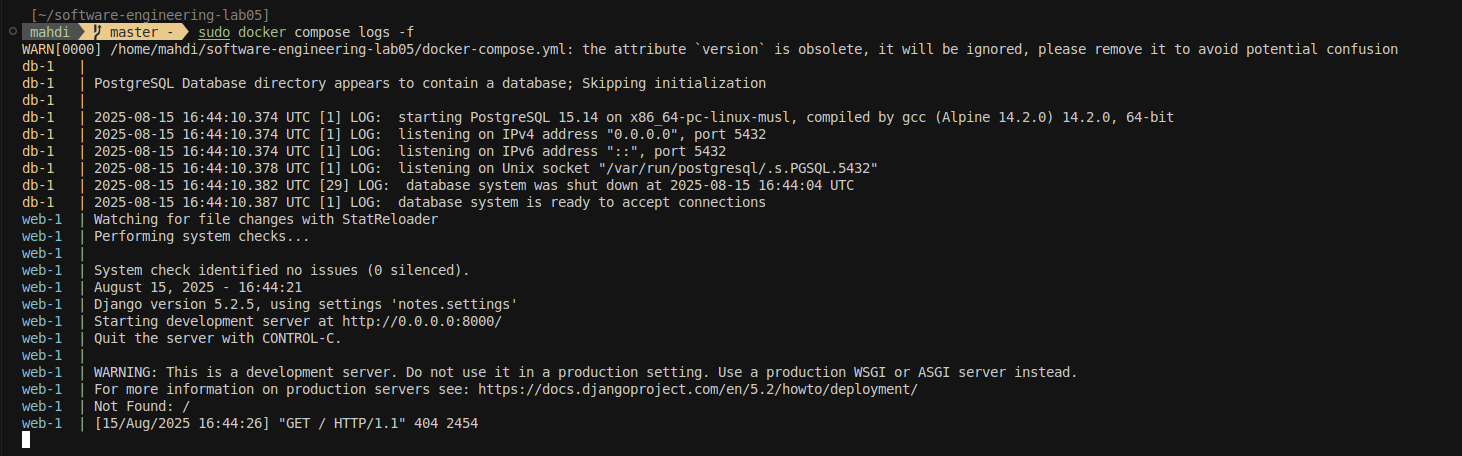 [~/software-engineering-lab05]
mahdi master - sudo docker compose logs -f
WARN[0000] /home/mahdi/software-engineering-lab05/docker-compose.yml: the attribute `version` is obsolete, it will be ignored, please remove it to avoid potential confusion
db-1 |
db-1 | PostgreSQL Database directory appears to contain a database; Skipping initialization
db-1 |
db-1 | 2025-08-15 16:44:10.374 UTC [1] LOG: starting PostgreSQL 15.14 on x86_64-pc-linux-musl, compiled by gcc (Alpine 14.2.0) 14.2.0, 64-bit
db-1 | 2025-08-15 16:44:10.374 UTC [1] LOG: listening on IPv4 address "0.0.0.0", port 5432
db-1 | 2025-08-15 16:44:10.374 UTC [1] LOG: listening on IPv6 address "::", port 5432
db-1 | 2025-08-15 16:44:10.378 UTC [1] LOG: listening on Unix socket "/var/run/postgresql/.s.PGSQL.5432"
db-1 | 2025-08-15 16:44:10.382 UTC [29] LOG: database system was shut down at 2025-08-15 16:44:04 UTC
db-1 | 2025-08-15 16:44:10.387 UTC [1] LOG: database system is ready to accept connections
web-1 | Watching for file changes with StatReloader
web-1 | Performing system checks...
web-1 |
web-1 | System check identified no issues (0 silenced).
web-1 | August 15, 2025 - 16:44:21
web-1 | Django version 5.2.5, using settings 'notes.settings'
web-1 | Starting development server at http://0.0.0.0:8000/
web-1 | Quit the server with CONTROL-C.
web-1 |
web-1 | WARNING: This is a development server. Do not use it in a production setting. Use a production WSGI or ASGI server instead.
web-1 | For more information on production servers see: https://docs.djangoproject.com/en/5.2/howto/deployment/
web-1 | Not Found: /
web-1 | [15/Aug/2025 16:44:26] "GET / HTTP/1.1" 404 2454